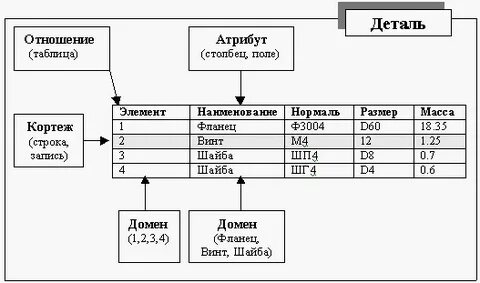 Деталь
Отношение
(таблица)
Атрибут
(столбец, поле)
Кортеж
(строка,
запись)
Элемент Наименование Нормаль Размер Масса
1 Фланец Ф3004 D60 18.35
2 Винт М4 12 1.25
3 Шайба ШП4 D8 0.7
4 Шайба ШГ4 D4 0.6
Домен
(1,2,3,4)
Домен
(Фланец,
Винт, Шайба)